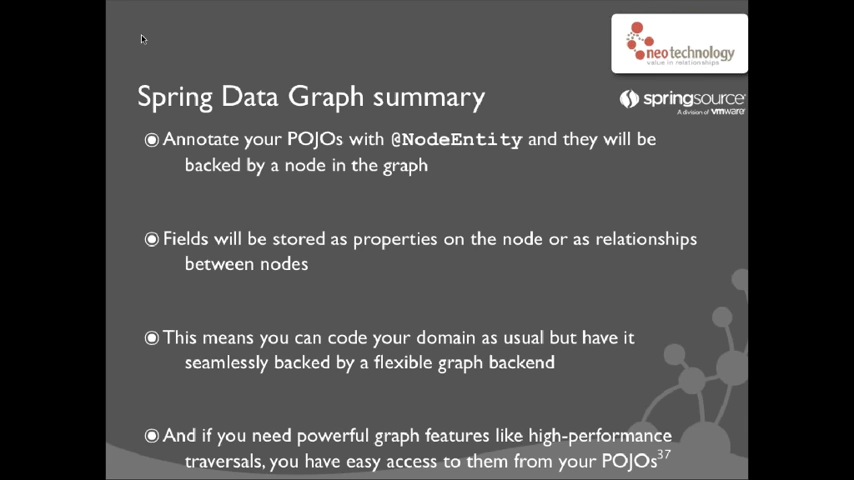 neotechnology
value in relationships
Spring Data Graph summary
springsource
A division of vmware
Annotate your POJOs with @NodeEntity and they will be
backed by a node in the graph
Fields will be stored as properties on the node or as relationships
between nodes
This means you can code your domain as usual but have it
seamlessly backed by a flexible graph backend
And if you need powerful graph features like high-performance
traversals, you have easy access to them from your POJOs
37